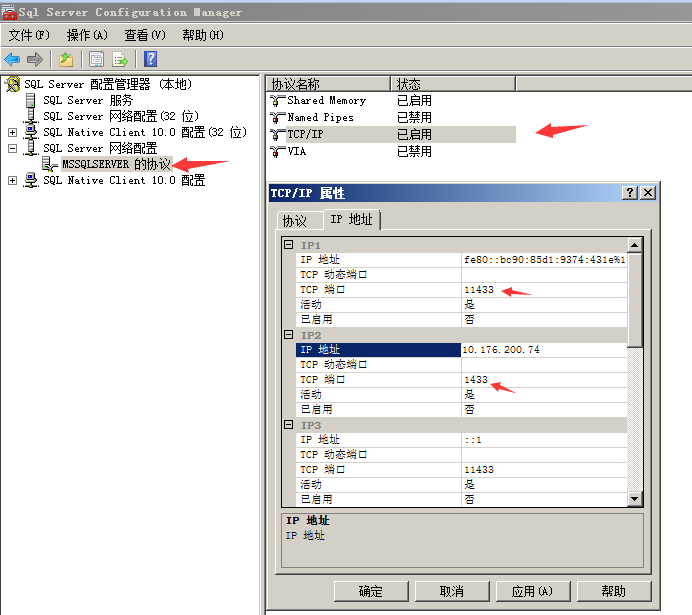 Sql Server Configuration Manager
文件(F) 操作(A) 查看(V) 帮助(H)
SQL Server 配置管理器 (本地)
SQL Server 服务
SQL Server 网络配置(32 位)
SQL Native Client 10.0 配置(32 位)
SQL Server 网络配置
MSSQLSERVER 的协议
SQL Native Client 10.0 配置
协议名称 状态
Shared Memory 已启用
Named Pipes 已禁用
TCP/IP 已启用
VIA 已禁用
TCP/IP 属性
协议 IP 地址
IP1
IP 地址 fe80::bc90:85d1:9374:431e%1
TCP 动态端口
TCP 端口 11433
活动 是
已启用 否
IP2
IP 地址 10.176.200.74
TCP 动态端口
TCP 端口 1433
活动 是
已启用 否
IP3
IP 地址 ::1
TCP 动态端口
TCP 端口 11433
活动 是
已启用 否
IP 地址
IP 地址
确定 取消 应用(A) 帮助